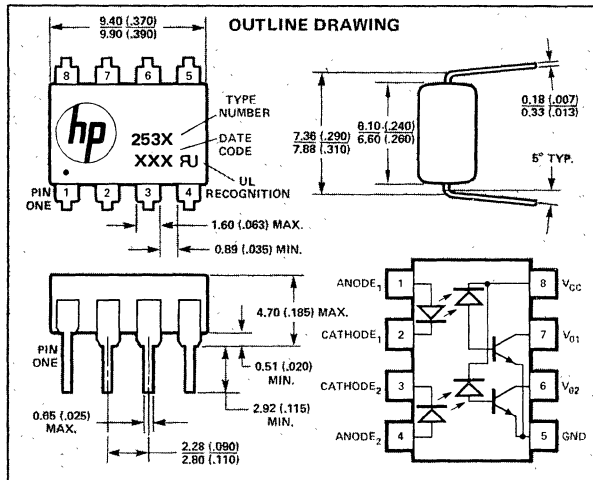 OUTLINE DRAWING
9.40 (.370)
9.90 (.390)
8 7 6 5
hp
TYPE
NUMBER
253X
DATE
CODE
XXX RU
UL
RECOGNITION
PIN
ONE
1 2 3 4
1.60 (.063) MAX.
0.89 (.035) MIN.
7.36 (.290)
7.88 (.310)
6.10 (.240)
6.60 (.260)
0.18 (.007)
0.33 (.013)
5° TYP.
4.70 (.185) MAX.
PIN
ONE
0.51 (.020)
MIN.
2.92 (.115)
MIN.
0.65 (.025)
MAX.
2.28 (.090)
2.80 (.110)
ANODE1 1
CATHODE1 2
CATHODE2 3
ANODE2 4
8 VCC
7 V01
6 V02
5 GND